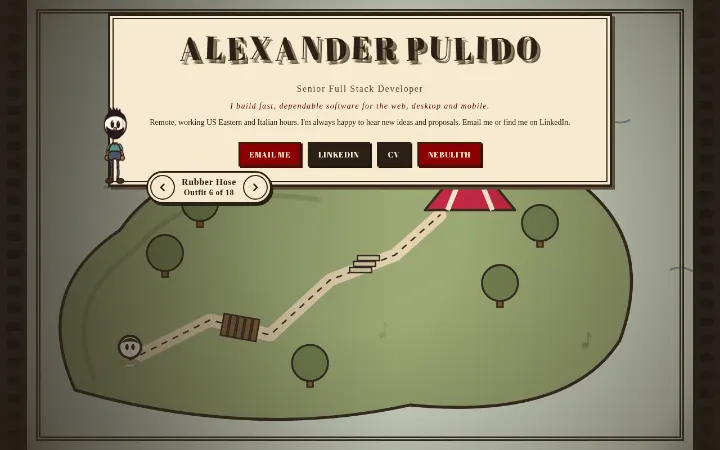 ALEXANDER PULIDO
Senior Full Stack Developer
I build fast, dependable software for the web, desktop and mobile.
Remote, working US Eastern and Italian hours. I'm always happy to hear new ideas and proposals. Email me or find me on LinkedIn.
EMAIL ME LINKEDIN CV NEBULITH
Rubber Hose
Outfit 6 of 18